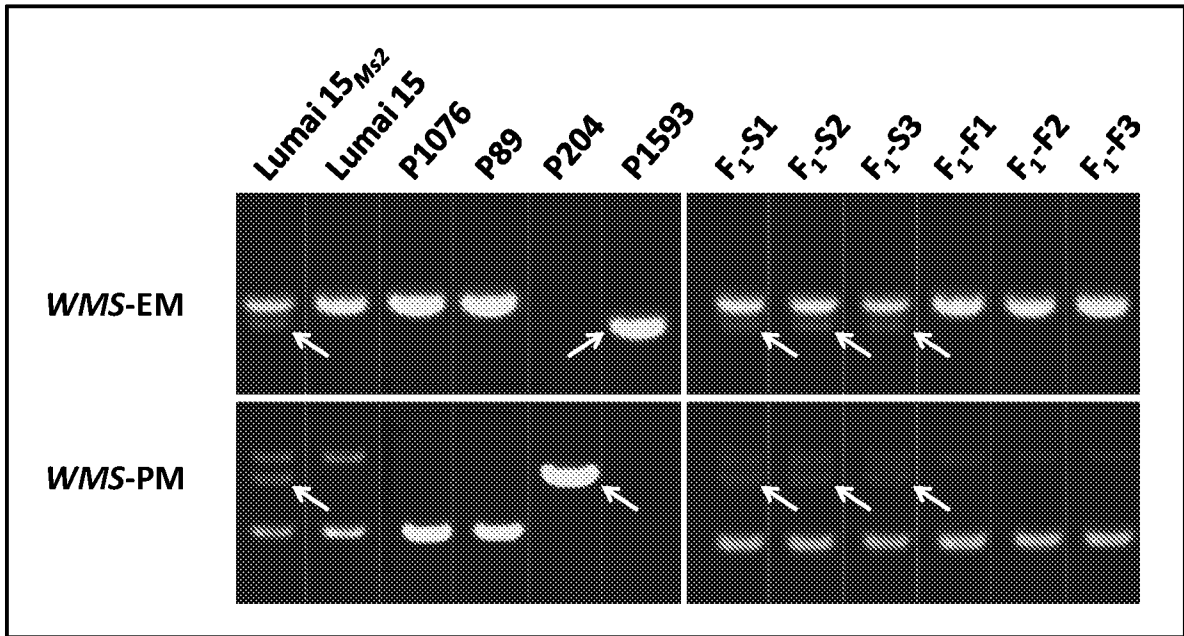 Lumai 15Ms2
Lumai 15
P1076
P89
P204
P1593
F1-S1
F1-S2
F1-S3
F1-F1
F1-F2
F1-F3
WMS-EM
WMS-PM